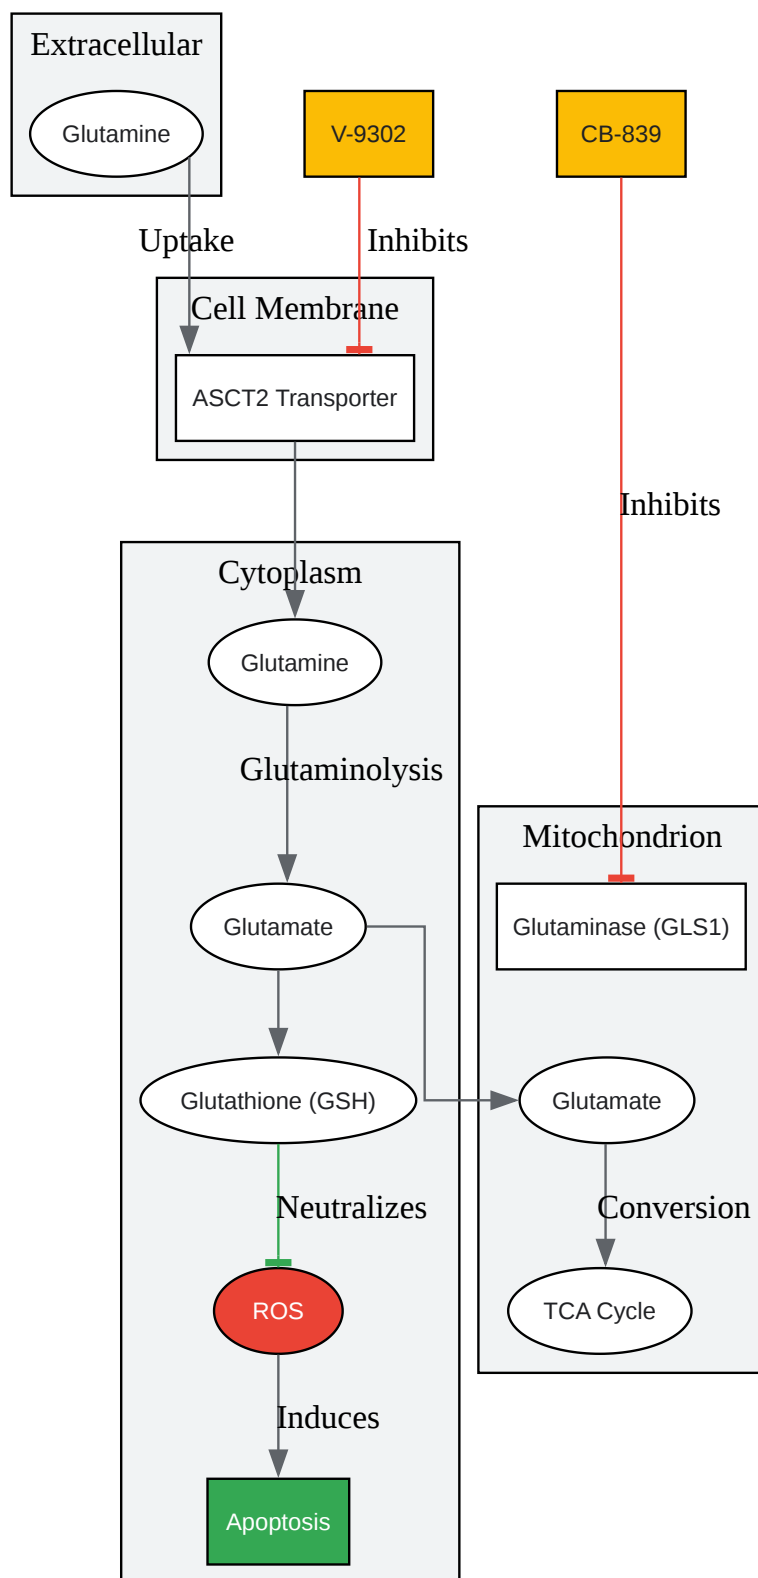 Extracellular
Glutamine
V-9302
CB-839
Uptake
Inhibits
Cell Membrane
ASCT2 Transporter
Inhibits
Cytoplasm
Glutamine
Glutaminolysis
Mitochondrion
Glutamate
Glutaminase (GLS1)
Glutathione (GSH)
Glutamate
Neutralizes
Conversion
ROS
TCA Cycle
Induces
Apoptosis